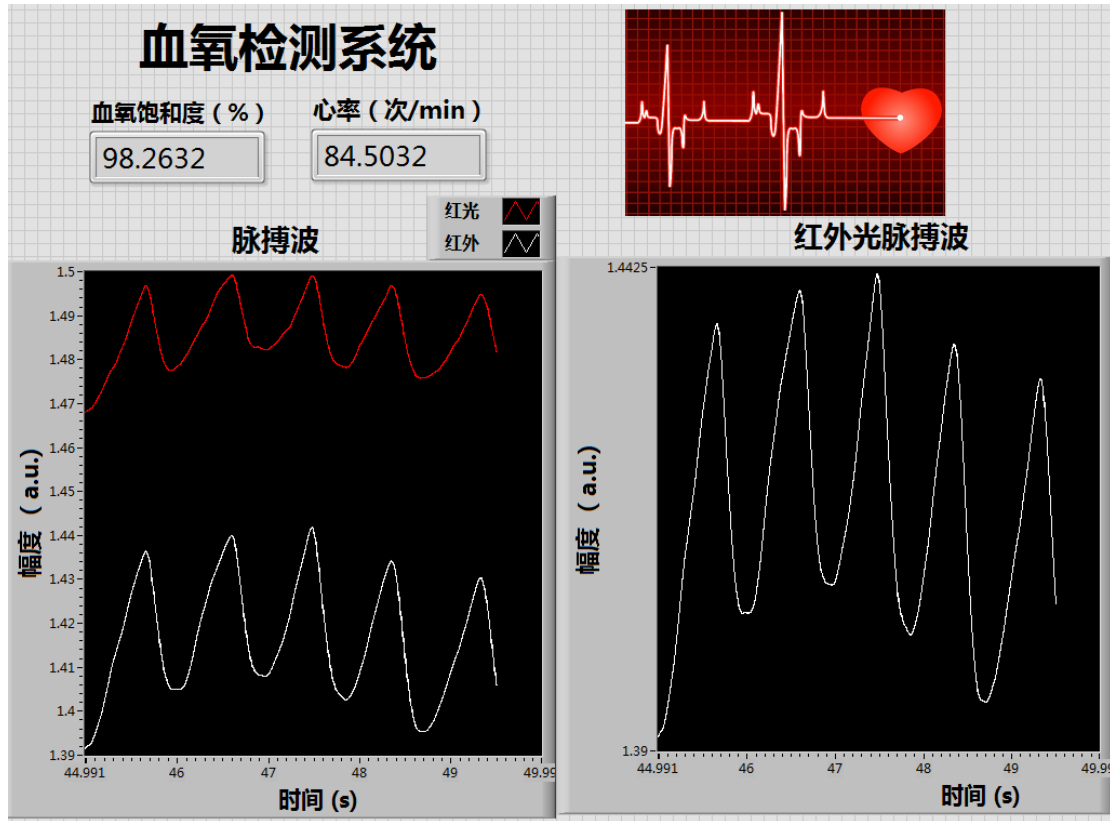 血氧检测系统
血氧饱和度（%）
心率（次/min）
98.2632
84.5032
红光
红外
脉搏波
红外光脉搏波
幅度 （a.u.）
1.5
1.49
1.48
1.47
1.46
1.45
1.44
1.43
1.42
1.41
1.4
1.39
44.991 46 47 48 49 49.99
时间 (s)
幅度 （a.u.）
1.4425
1.39
44.991 46 47 48 49 49.99
时间 (s)